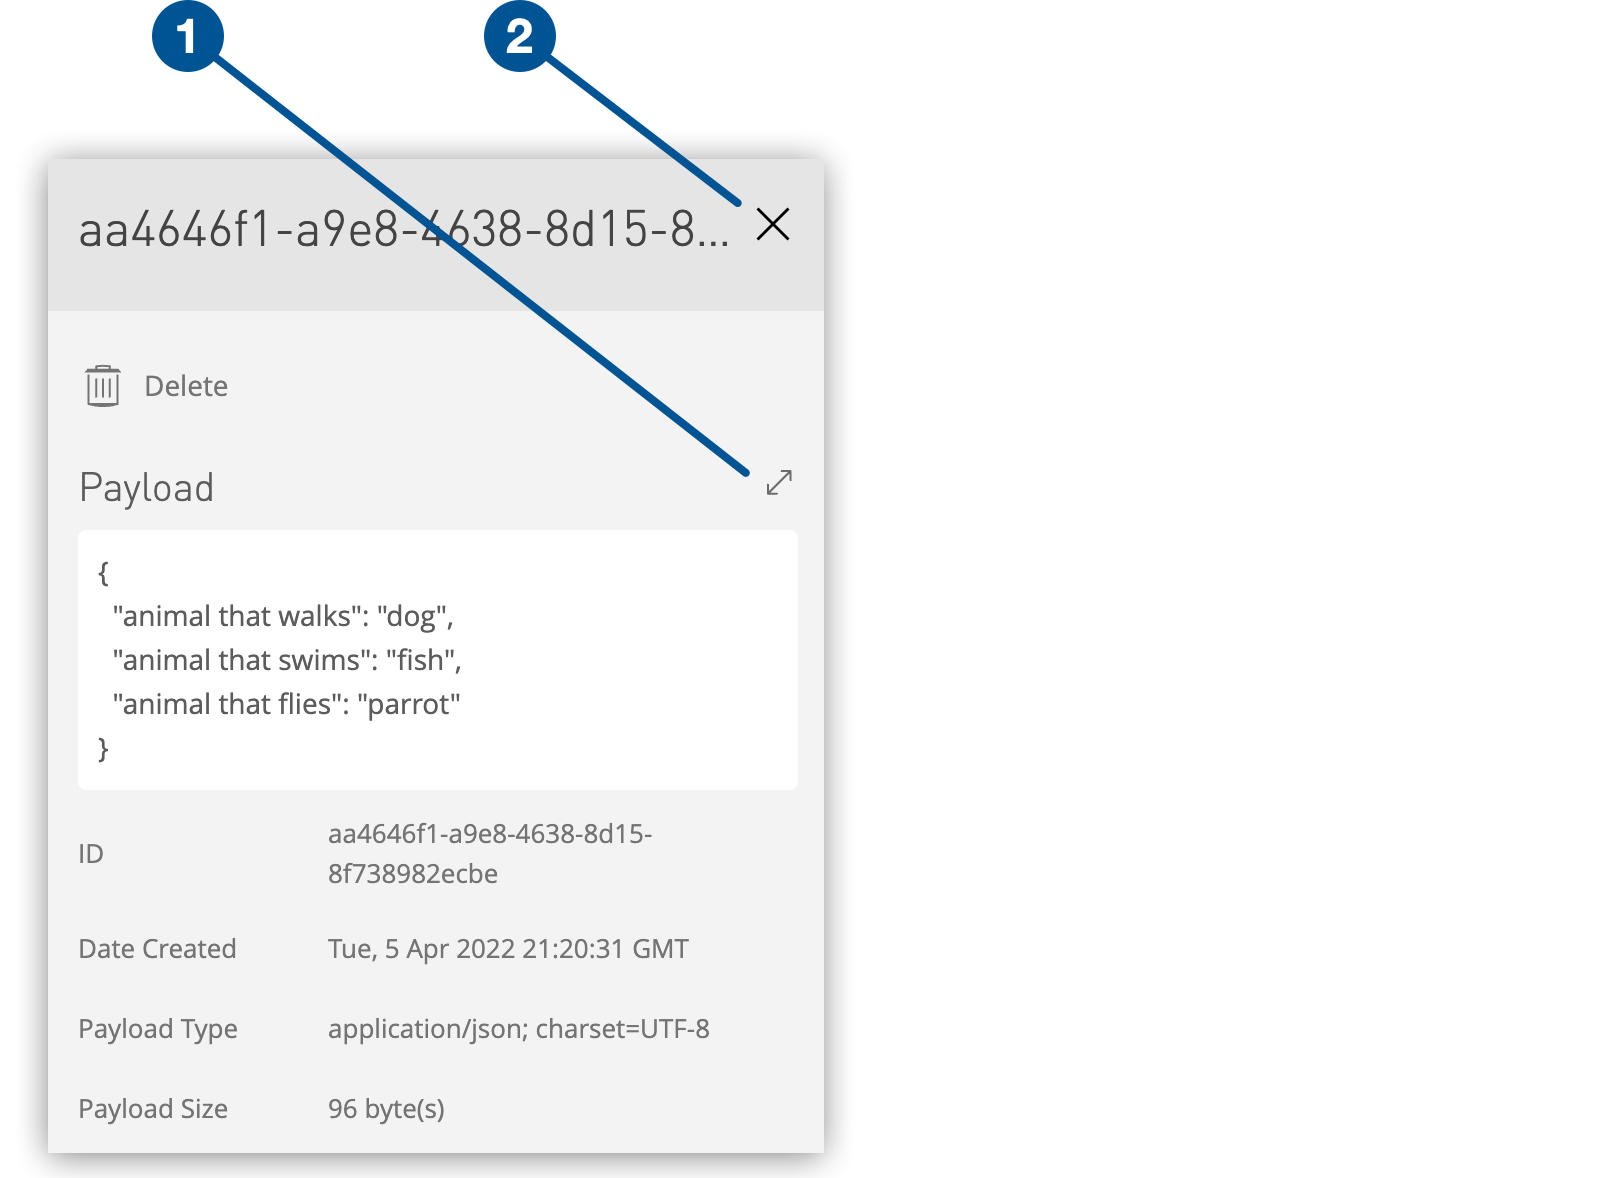 1 2
aa4646f1-a9e8-4638-8d15-8...
Delete
Payload
{
"animal that walks": "dog",
"animal that swims": "fish",
"animal that flies": "parrot"
}
ID
aa4646f1-a9e8-4638-8d15-
8f738982ecbe
Date Created Tue, 5 Apr 2022 21:20:31 GMT
Payload Type application/json; charset=UTF-8
Payload Size 96 byte(s)